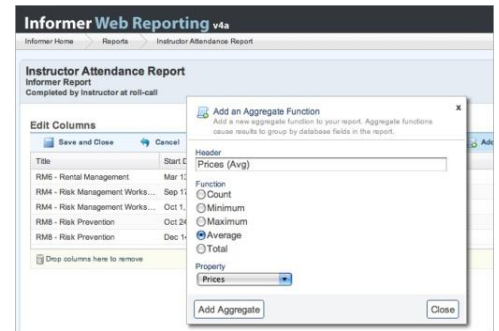 Informer Web Reporting v4a
Informer Home Reports Instructor Attendance Report
Instructor Attendance Report
Informer Report
Completed by Instructor at roll-call
Edit Columns
Save and Close Cancel Add
Title Start D
RM6 - Rental Management Mar 13
RM4 - Risk Management Works... Sep 17
RM4 - Risk Management Works... Oct 1,
RM8 - Risk Prevention Oct 24
RM8 - Risk Prevention Dec 14
Drop columns here to remove
Add an Aggregate Function x
Add a new aggregate function to your report. Aggregate functions
cause results to group by database fields in the report.
Header
Prices (Avg)
Function
Count
Minimum
Maximum
Average
Total
Property
Prices
Add Aggregate Close